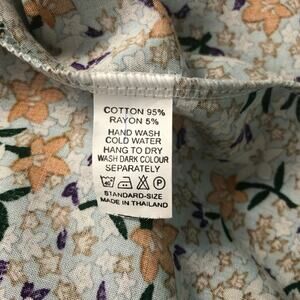 COTTON 95%
RAYON 5%
HAND WASH
COLD WATER
HANG TO DRY
WASH DARK COLOUR
SEPARATELY
STANDARD-SIZE
MADE IN THAILAND